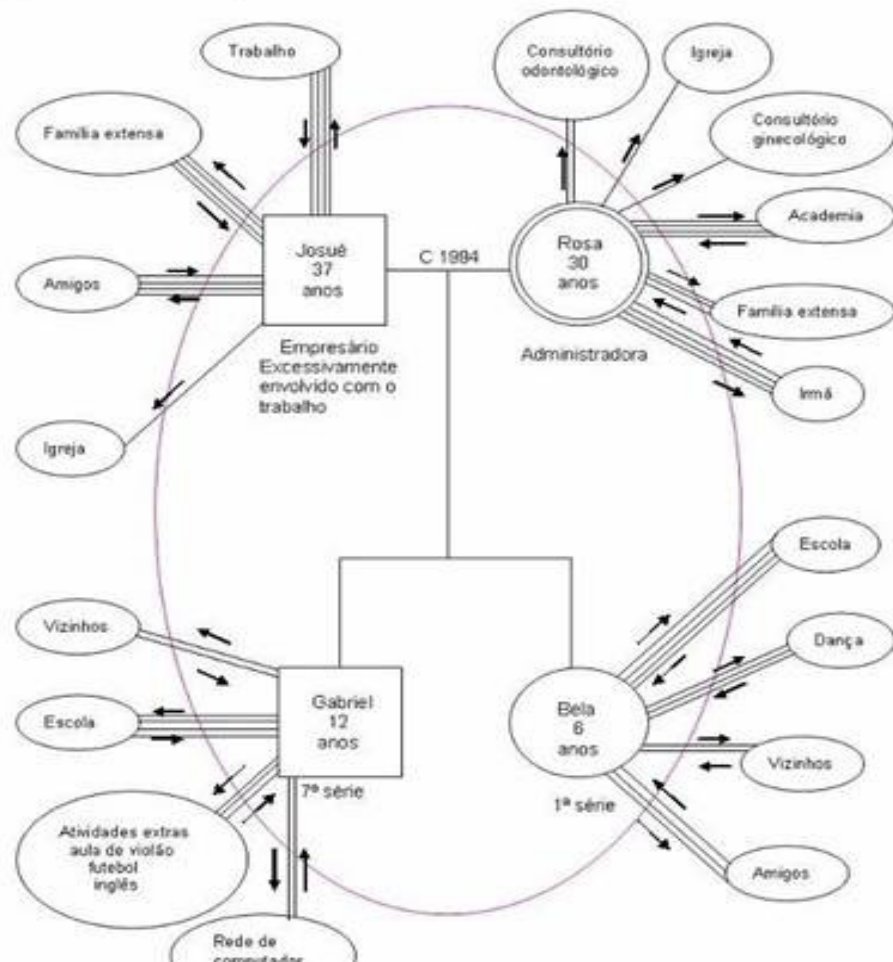 Trabalho
Consultório
odontológico
Igreja
Família extensa
Consultório
ginecológico
Academia
Josué
37
anos
C 1994
Rosa
30
anos
Amigos
Família extensa
Empresário
Excessivamente
envolvido com o
trabalho
Administradora
Irmã
Igreja
Escola
Vizinhos
Dança
Gabriel
12
anos
Bela
6
anos
Escola
Vizinhos
7ª série
1ª série
Atividades extras
aula de violão
futebol
inglês
Amigos
Rede de
computador